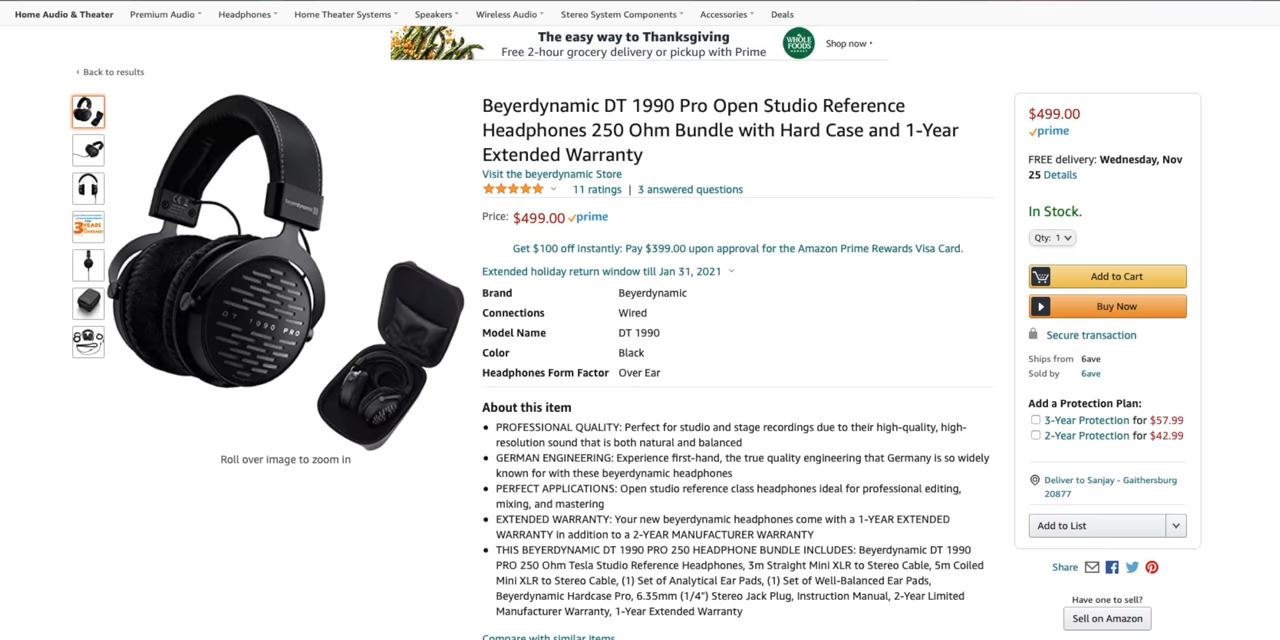 Home Audio & Theater Premium Audio Headphones Home Theater Systems Speakers Wireless Audio Stereo System Components Accessories Deals
The easy way to Thanksgiving
Free 2-hour grocery delivery or pickup with Prime
WHOLE FOODS MARKET
Shop now
‹ Back to results
Beyerdynamic DT 1990 Pro Open Studio Reference
Headphones 250 Ohm Bundle with Hard Case and 1-Year
Extended Warranty
Visit the beyerdynamic Store
11 ratings | 3 answered questions
Price: $499.00 prime
Get $100 off instantly: Pay $399.00 upon approval for the Amazon Prime Rewards Visa Card.
Extended holiday return window till Jan 31, 2021
Brand Beyerdynamic
Connections Wired
Model Name DT 1990
Color Black
Headphones Form Factor Over Ear
About this item
• PROFESSIONAL QUALITY: Perfect for studio and stage recordings due to their high-quality, high-
resolution sound that is both natural and balanced
• GERMAN ENGINEERING: Experience first-hand, the true quality engineering that Germany is so widely
known for with these beyerdynamic headphones
• PERFECT APPLICATIONS: Open studio reference class headphones ideal for professional editing,
mixing, and mastering
• EXTENDED WARRANTY: Your new beyerdynamic headphones come with a 1-YEAR EXTENDED
WARRANTY in addition to a 2-YEAR MANUFACTURER WARRANTY
• THIS BEYERDYNAMIC DT 1990 PRO 250 HEADPHONE BUNDLE INCLUDES: Beyerdynamic DT 1990
PRO 250 Ohm Tesla Studio Reference Headphones, 3m Straight Mini XLR to Stereo Cable, 5m Coiled
Mini XLR to Stereo Cable, (1) Set of Analytical Ear Pads, (1) Set of Well-Balanced Ear Pads,
Beyerdynamic Hardcase Pro, 6.35mm (1/4") Stereo Jack Plug, Instruction Manual, 2-Year Limited
Manufacturer Warranty, 1-Year Extended Warranty
Compare with similar items
beyerdynamic
DT 1990 PRO
3 YEARS
Roll over image to zoom in
$499.00
prime
FREE delivery: Wednesday, Nov
25 Details
In Stock.
Qty: 1
Add to Cart
Buy Now
Secure transaction
Ships from 6ave
Sold by 6ave
Add a Protection Plan:
3-Year Protection for $57.99
2-Year Protection for $42.99
Deliver to Sanjay - Gaithersburg
20877
Add to List
Share
Have one to sell?
Sell on Amazon